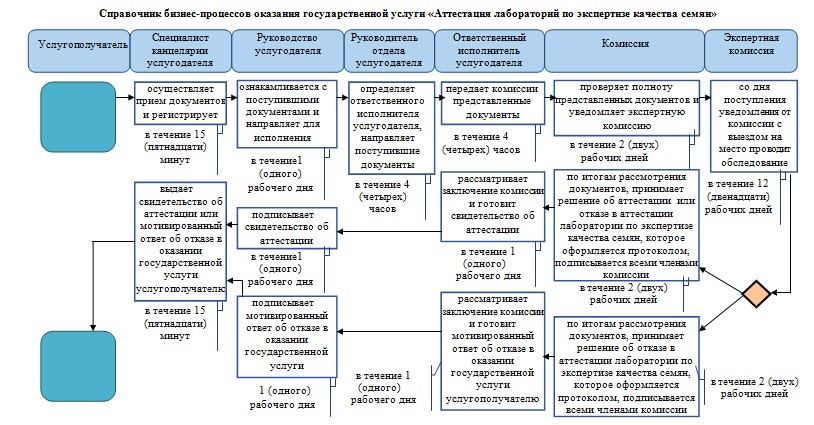 Справочник бизнес-процессов оказания государственной услуги «Аттестация лабораторий по экспертизе качества семян»
Услугополучатель
Специалист
канцелярии
услугодателя
Руководство
услугодателя
Руководитель
отдела
услугодателя
Ответственный
исполнитель
услугодателя
Комиссия
Экспертная
комиссия
осуществляет
прием документов
и регистрирует
в течение 15
(пятнадцати)
минут
ознакамливается с
поступившими
документами и
направляет для
исполнения
в течение1
(одного)
рабочего дня
определяет
ответственного
исполнителя
услугодателя,
направляет
поступившие
документы
в течение 4
(четырех)
часов
передает комиссии
представленные
документы
в течение 4
(четырех) часов
проверяет полноту
представленных документов и
уведомляет экспертную
комиссию
в течение 2 (двух)
рабочих дней
со дня
поступления
уведомления от
комиссии с
выездом на
место проводит
обследование
в течение 12
(двенадцати)
рабочих дней
выдает
свидетельство об
аттестации или
мотивированный
ответ об отказе в
оказании
государственной
услуги
услугополучателю
в течение 15
(пятнадцати)
минут
подписывает
свидетельство об
аттестации
в течение1
(одного)
рабочего дня
рассматривает
заключение комиссии
и готовит
свидетельство об
аттестации
в течение 1
(одного)
рабочего дня
по итогам рассмотрения
документов, принимает
решение об аттестации или
отказе в аттестации
лаборатории по экспертизе
качества семян, которое
оформляется протоколом,
подписывается всеми членами
комиссии
в течение 2 (двух)
рабочих дней
подписывает
мотивированный
ответ об отказе в
оказании
государственной
услуги
1 (одного)
рабочего дня
рассматривает
заключение комиссии
и готовит
мотивированный
ответ об отказе в
оказании
государственной
услуги
услугополучателю
в течение 1
(одного)
рабочего дня
по итогам рассмотрения
документов, принимает
решение об отказе в
аттестации лаборатории по
экспертизе качества семян,
которое оформляется
протоколом, подписывается
всеми членами комиссии
в течение 2 (двух)
рабочих дней